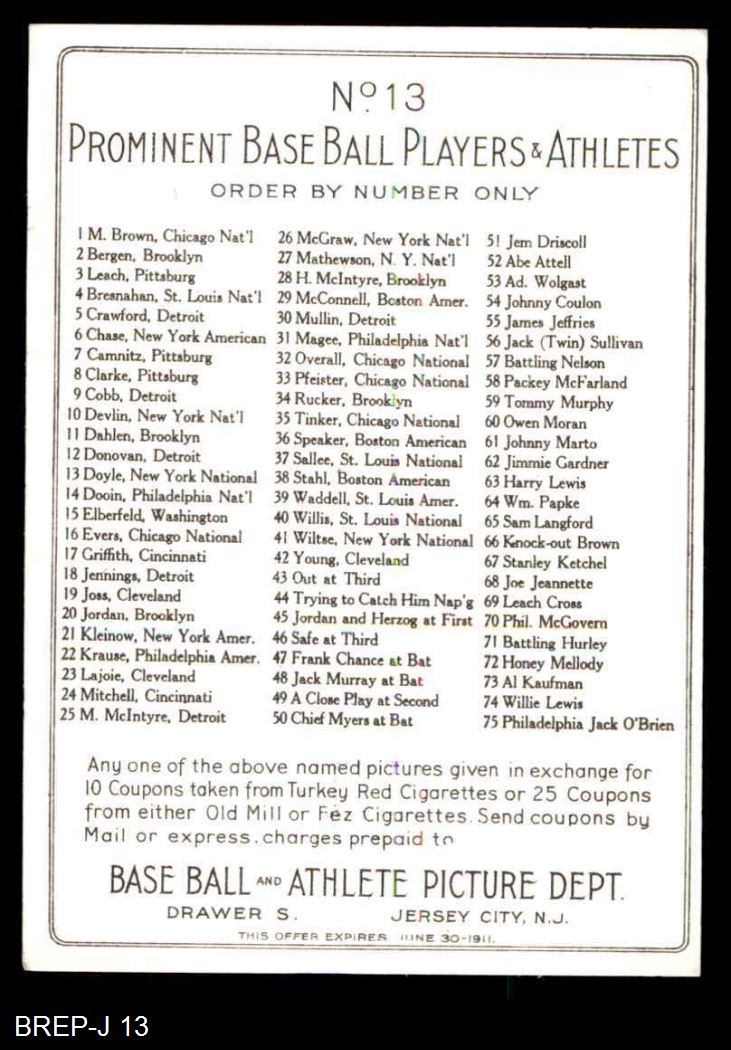 Nº 13
PROMINENT BASE BALL PLAYERS & ATHLETES
ORDER BY NUMBER ONLY
1 M. Brown, Chicago Nat'l
2 Bergen, Brooklyn
3 Leach, Pittsburg
4 Bresnahan, St. Louis Nat'l
5 Crawford, Detroit
6 Chase, New York American
7 Camnitz, Pittsburg
8 Clarke, Pittsburg
9 Cobb, Detroit
10 Devlin, New York Nat'l
11 Dahlen, Brooklyn
12 Donovan, Detroit
13 Doyle, New York National
14 Dooin, Philadelphia Nat'l
15 Elberfeld, Washington
16 Evers, Chicago National
17 Griffith, Cincinnati
18 Jennings, Detroit
19 Joss, Cleveland
20 Jordan, Brooklyn
21 Kleinow, New York Amer.
22 Krause, Philadelphia Amer.
23 Lajoie, Cleveland
24 Mitchell, Cincinnati
25 M. McIntyre, Detroit
26 McGraw, New York Nat'l
27 Mathewson, N. Y. Nat'l
28 H. McIntyre, Brooklyn
29 McConnell, Boston Amer.
30 Mullin, Detroit
31 Magee, Philadelphia Nat'l
32 Overall, Chicago National
33 Pfeister, Chicago National
34 Rucker, Brooklyn
35 Tinker, Chicago National
36 Speaker, Boston American
37 Sallee, St. Louis National
38 Stahl, Boston American
39 Waddell, St. Louis Amer.
40 Willis, St. Louis National
41 Wiltse, New York National
42 Young, Cleveland
43 Out at Third
44 Trying to Catch Him Nap'g
45 Jordan and Herzog at First
46 Safe at Third
47 Frank Chance at Bat
48 Jack Murray at Bat
49 A Close Play at Second
50 Chief Myers at Bat
51 Jem Driscoll
52 Abe Attell
53 Ad. Wolgast
54 Johnny Coulon
55 James Jeffries
56 Jack (Twin) Sullivan
57 Battling Nelson
58 Packey McFarland
59 Tommy Murphy
60 Owen Moran
61 Johnny Marto
62 Jimmie Gardner
63 Harry Lewis
64 Wm. Papke
65 Sam Langford
66 Knock-out Brown
67 Stanley Ketchel
68 Joe Jeannette
69 Leach Cross
70 Phil. McGovern
71 Battling Hurley
72 Honey Mellody
73 Al Kaufman
74 Willie Lewis
75 Philadelphia Jack O'Brien
Any one of the above named pictures given in exchange for
10 Coupons taken from Turkey Red Cigarettes or 25 Coupons
from either Old Mill or Fez Cigarettes. Send coupons by
Mail or express, charges prepaid to
BASE BALL AND ATHLETE PICTURE DEPT.
DRAWER S. JERSEY CITY, N.J.
THIS OFFER EXPIRES JUNE 30-1911.
BREP-J 13